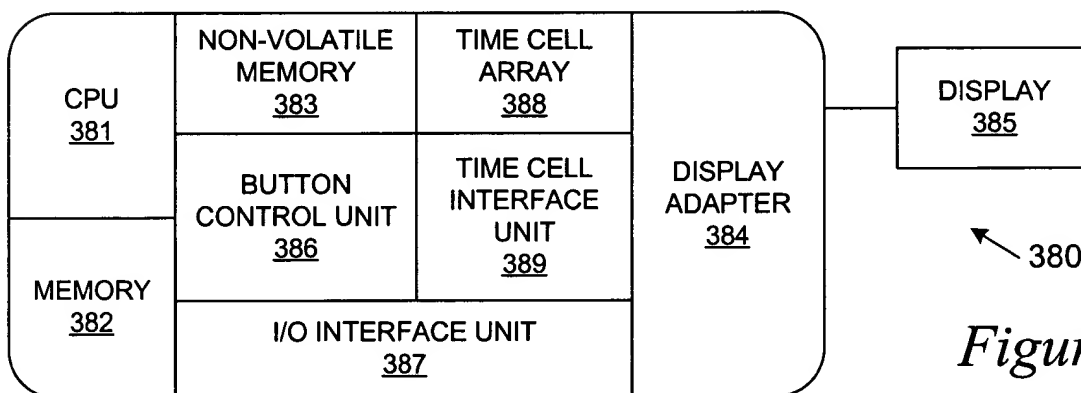 CPU
381
MEMORY
382
NON-VOLATILE
MEMORY
383
BUTTON
CONTROL UNIT
386
TIME CELL
ARRAY
388
TIME CELL
INTERFACE
UNIT
389
I/O INTERFACE UNIT
387
DISPLAY
ADAPTER
384
DISPLAY
385
380
Figur